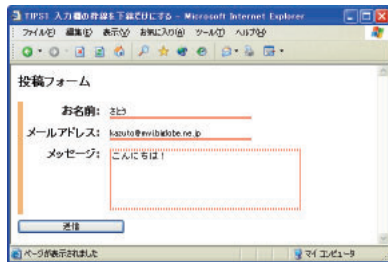 TIPS1 入力欄の枠線を下線だけにする - Microsoft Internet Explorer
ファイル(F) 編集(E) 表示(V) お気に入り(A) ツール(T) ヘルプ(H)
投稿フォーム
お名前: さとう
メールアドレス:
メッセージ: こんにちは!
送信
ページが表示されました マイ コンピュータ